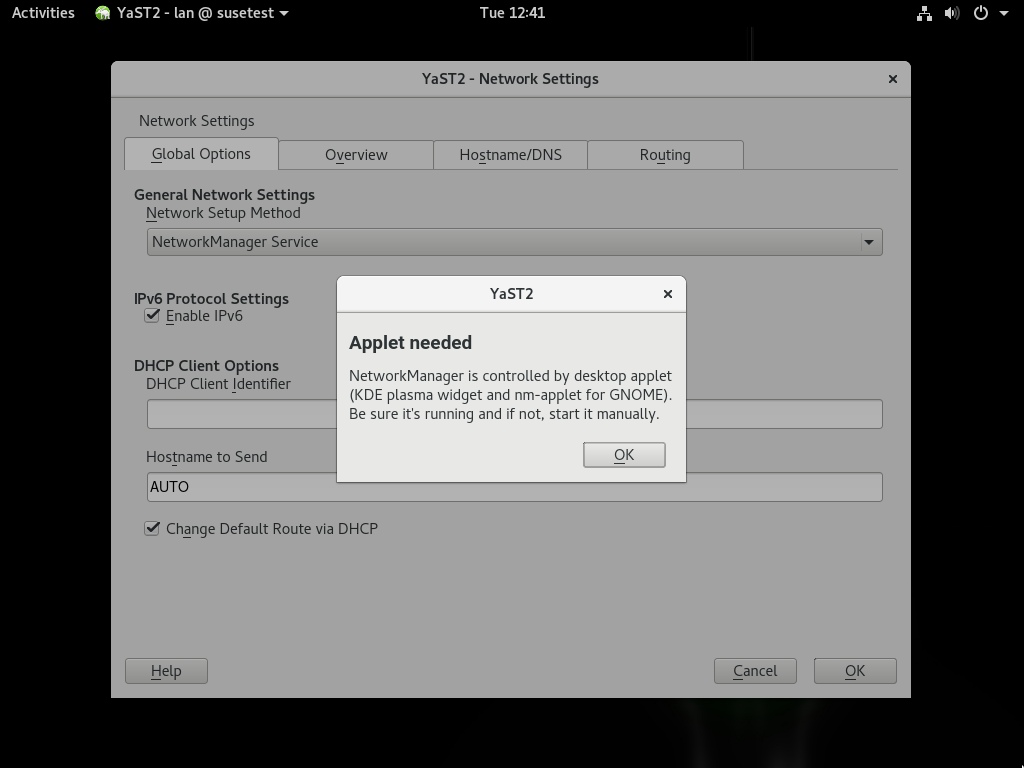 Activities YaST2 - lan @ susetest Tue 12:41
YaST2 - Network Settings
Network Settings
Global Options Overview Hostname/DNS Routing
General Network Settings
Network Setup Method
NetworkManager Service
IPv6 Protocol Settings
Enable IPv6
DHCP Client Options
DHCP Client Identifier
Hostname to Send
AUTO
Change Default Route via DHCP
Help Cancel OK
YaST2
Applet needed
NetworkManager is controlled by desktop applet
(KDE plasma widget and nm-applet for GNOME).
Be sure it's running and if not, start it manually.
OK